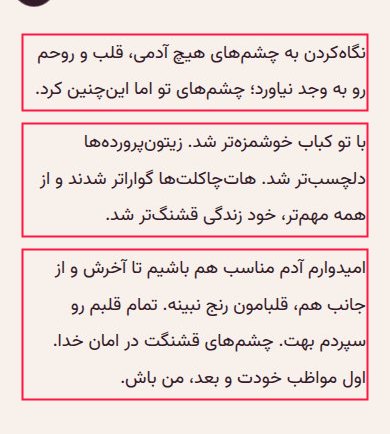 نگاه‌کردن به چشم‌های هیچ آدمی، قلب و روحم
رو به وجد نیاورد؛ چشم‌های تو اما این‌چنین کرد.
با تو کباب خوشمزه‌تر شد. زیتون‌پرورده‌ها
دلچسب‌تر شد. هات‌چاکلت‌ها گواراتر شدند و از
همه مهم‌تر، خود زندگی قشنگ‌تر شد.
امیدوارم آدم مناسب هم باشیم تا آخرش و از
جانب هم، قلبامون رنج نبینه. تمام قلبم رو
سپردم بهت. چشم‌های قشنگت در امان خدا.
اول مواظب خودت و بعد، من باش.